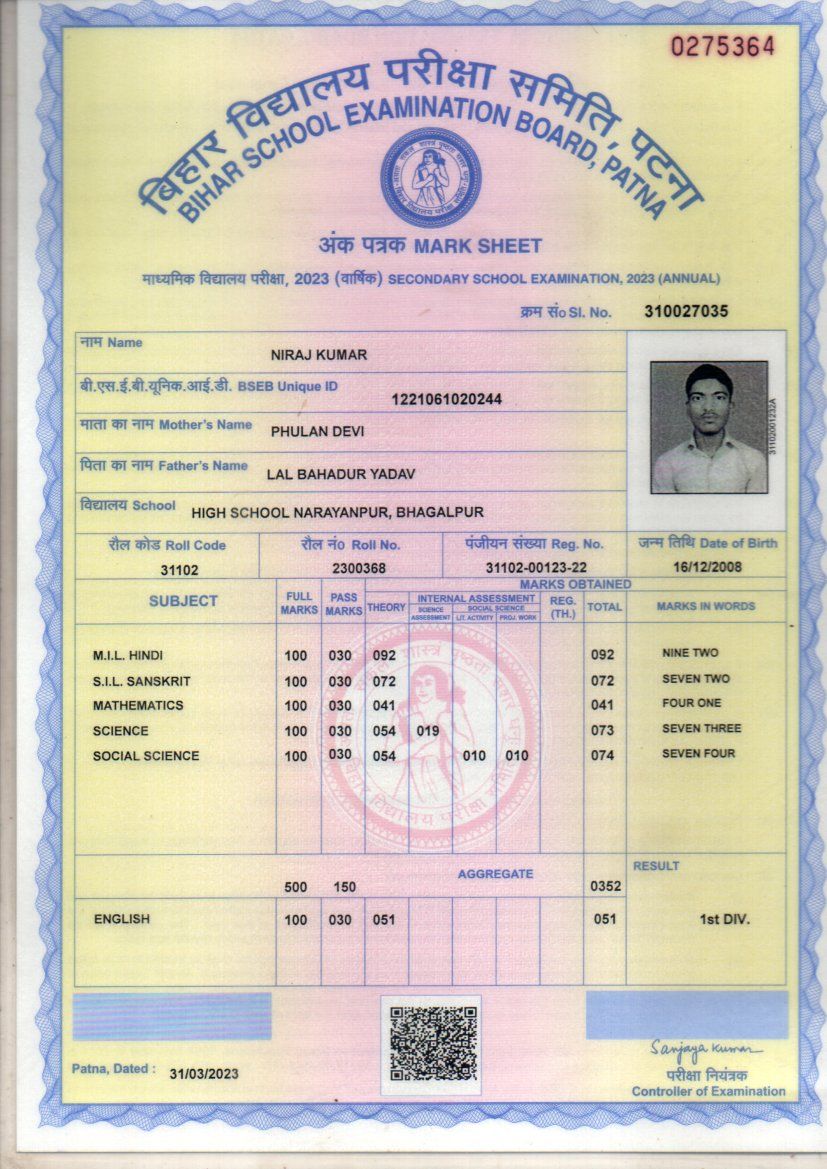 0275364
बिहार विद्यालय परीक्षा समिति, पटना
BIHAR SCHOOL EXAMINATION BOARD, PATNA
अंक पत्रक MARK SHEET
माध्यमिक विद्यालय परीक्षा, 2023 (वार्षिक) SECONDARY SCHOOL EXAMINATION, 2023 (ANNUAL)
क्रम सं० Sl. No. 310027035
नाम Name NIRAJ KUMAR
बी.एस.ई.बी.यूनिक.आई.डी. BSEB Unique ID 1221061020244
माता का नाम Mother's Name PHULAN DEVI
पिता का नाम Father's Name LAL BAHADUR YADAV
विद्यालय School HIGH SCHOOL NARAYANPUR, BHAGALPUR
31102001232A
रौल कोड Roll Code रौल नं० Roll No. पंजीयन संख्या Reg. No. जन्म तिथि Date of Birth
31102 2300368 31102-00123-22 16/12/2008
MARKS OBTAINED
SUBJECT FULL MARKS PASS MARKS THEORY INTERNAL ASSESSMENT REG. (TH.) TOTAL MARKS IN WORDS
SCIENCE ASSESSMENT SOCIAL SCIENCE
LIT. ACTIVITY PROJ. WORK
M.I.L. HINDI 100 030 092 092 NINE TWO
S.I.L. SANSKRIT 100 030 072 072 SEVEN TWO
MATHEMATICS 100 030 041 041 FOUR ONE
SCIENCE 100 030 054 019 073 SEVEN THREE
SOCIAL SCIENCE 100 030 054 010 010 074 SEVEN FOUR
बिहार विद्यालय परीक्षा समिति
500 150 AGGREGATE 0352 RESULT
ENGLISH 100 030 051 051 1st DIV.
Patna, Dated : 31/03/2023
Sanjaya Kumar
परीक्षा नियंत्रक
Controller of Examination